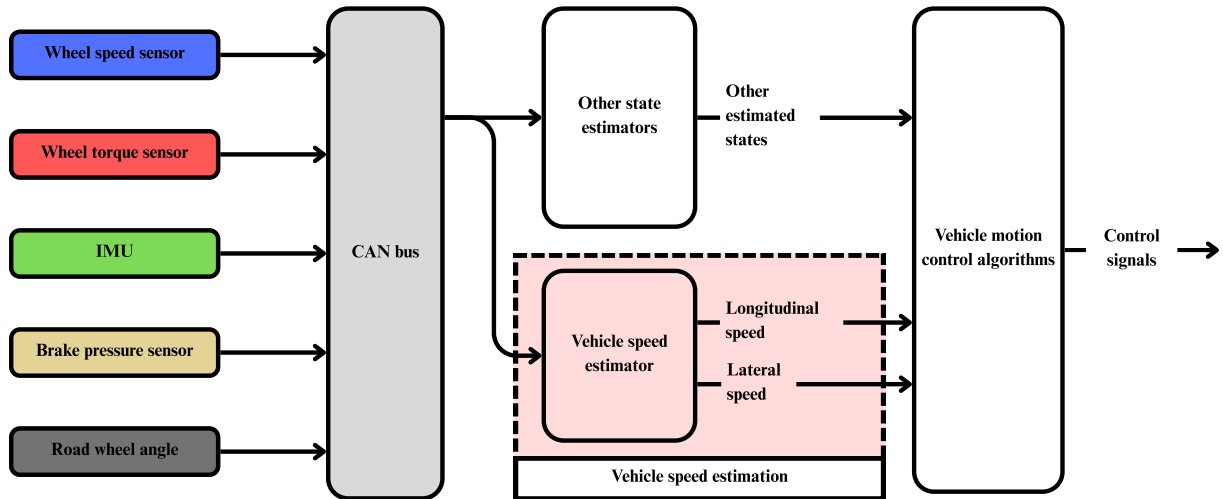 Wheel speed sensor
Wheel torque sensor
IMU
Brake pressure sensor
Road wheel angle
CAN bus
Other state
estimators
Other
estimated
states
Vehicle speed
estimator
Longitudinal
speed
Lateral
speed
Vehicle speed estimation
Vehicle motion
control algorithms
Control
signals